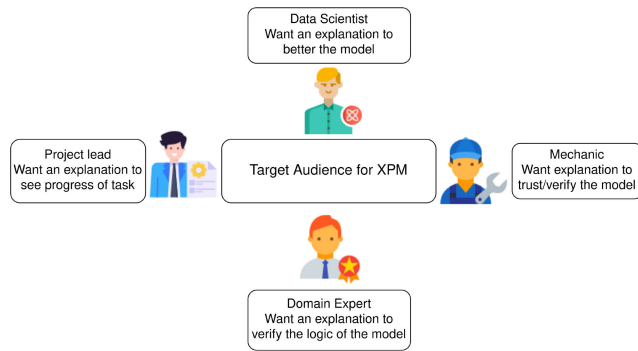 Data Scientist
Want an explanation to
better the model
Project lead
Want an explanation to
see progress of task
Target Audience for XPM
Mechanic
Want explanation to
trust/verify the model
Domain Expert
Want an explanation to
verify the logic of the model